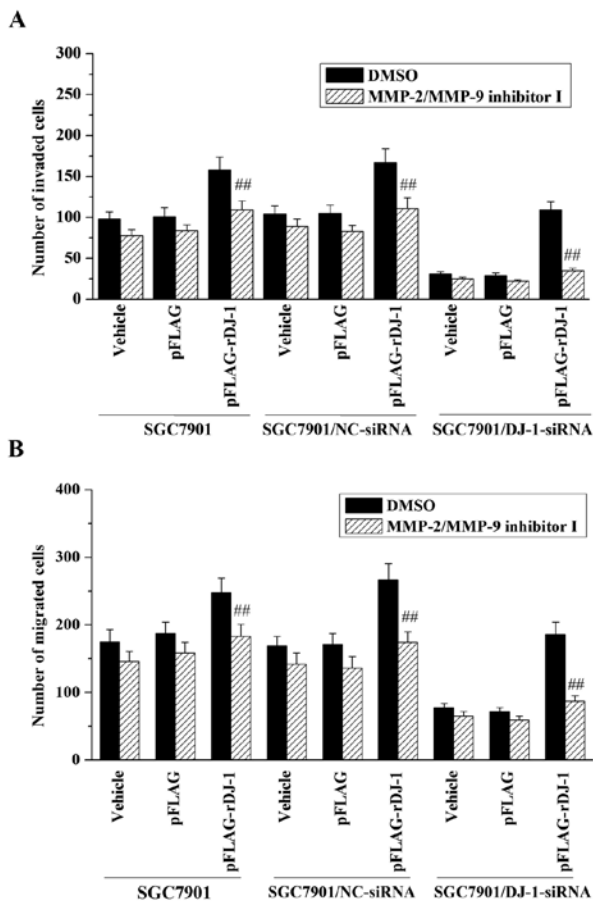 A
300
250
200
150
100
50
0
Number of invaded cells
DMSO
MMP-2/MMP-9 inhibitor I
##
##
##
Vehicle
pFLAG
pFLAG-rDJ-1
Vehicle
pFLAG
pFLAG-rDJ-1
Vehicle
pFLAG
pFLAG-rDJ-1
SGC7901
SGC7901/NC-siRNA
SGC7901/DJ-1-siRNA
B
400
300
200
100
0
Number of migrated cells
DMSO
MMP-2/MMP-9 inhibitor I
##
##
##
Vehicle
pFLAG
pFLAG-rDJ-1
Vehicle
pFLAG
pFLAG-rDJ-1
Vehicle
pFLAG
pFLAG-rDJ-1
SGC7901
SGC7901/NC-siRNA
SGC7901/DJ-1-siRNA